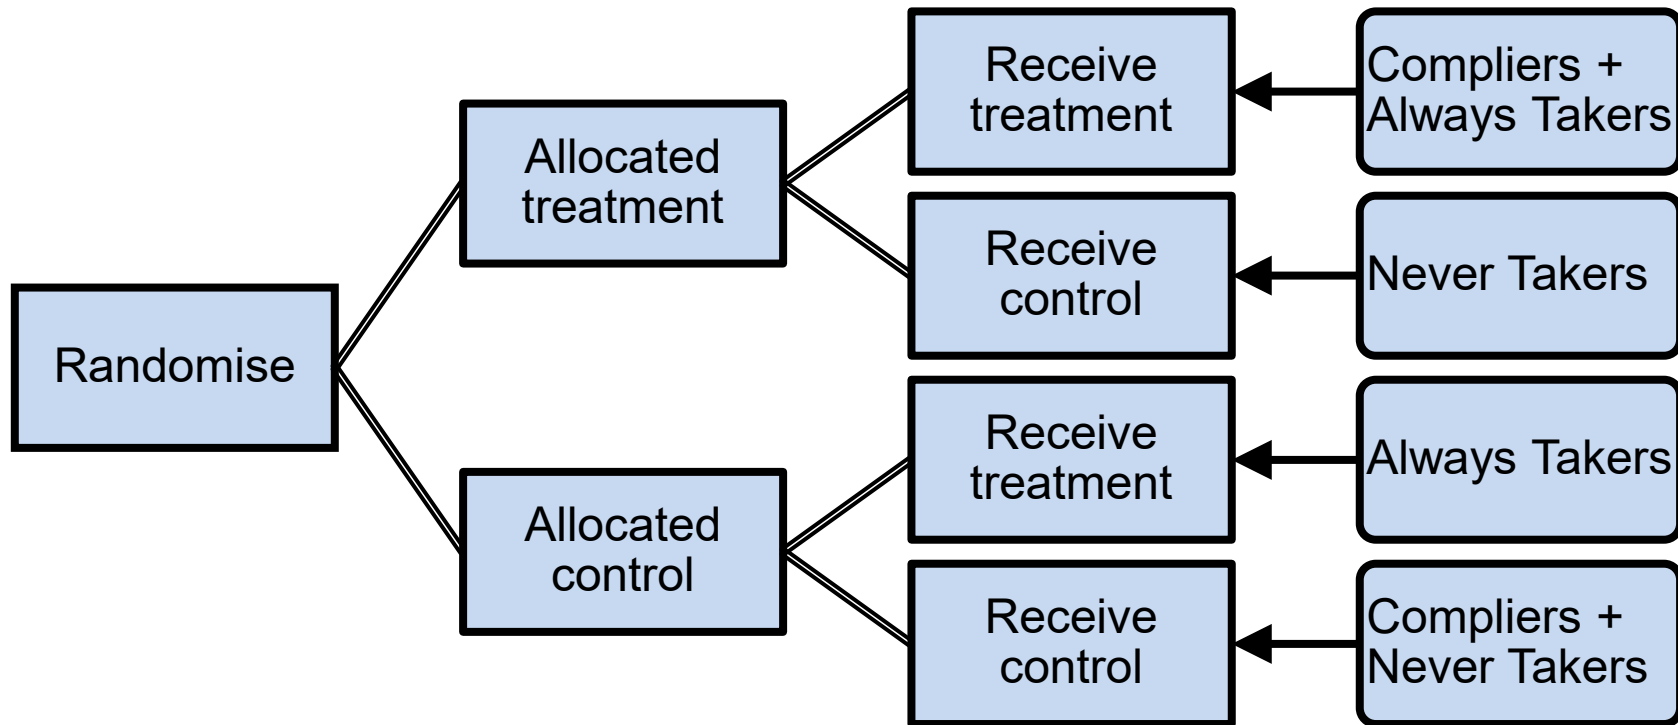 Randomise
Allocated
treatment
Allocated
control
Receive
treatment
Receive
control
Receive
treatment
Receive
control
Compliers +
Always Takers
Never Takers
Always Takers
Compliers +
Never Takers